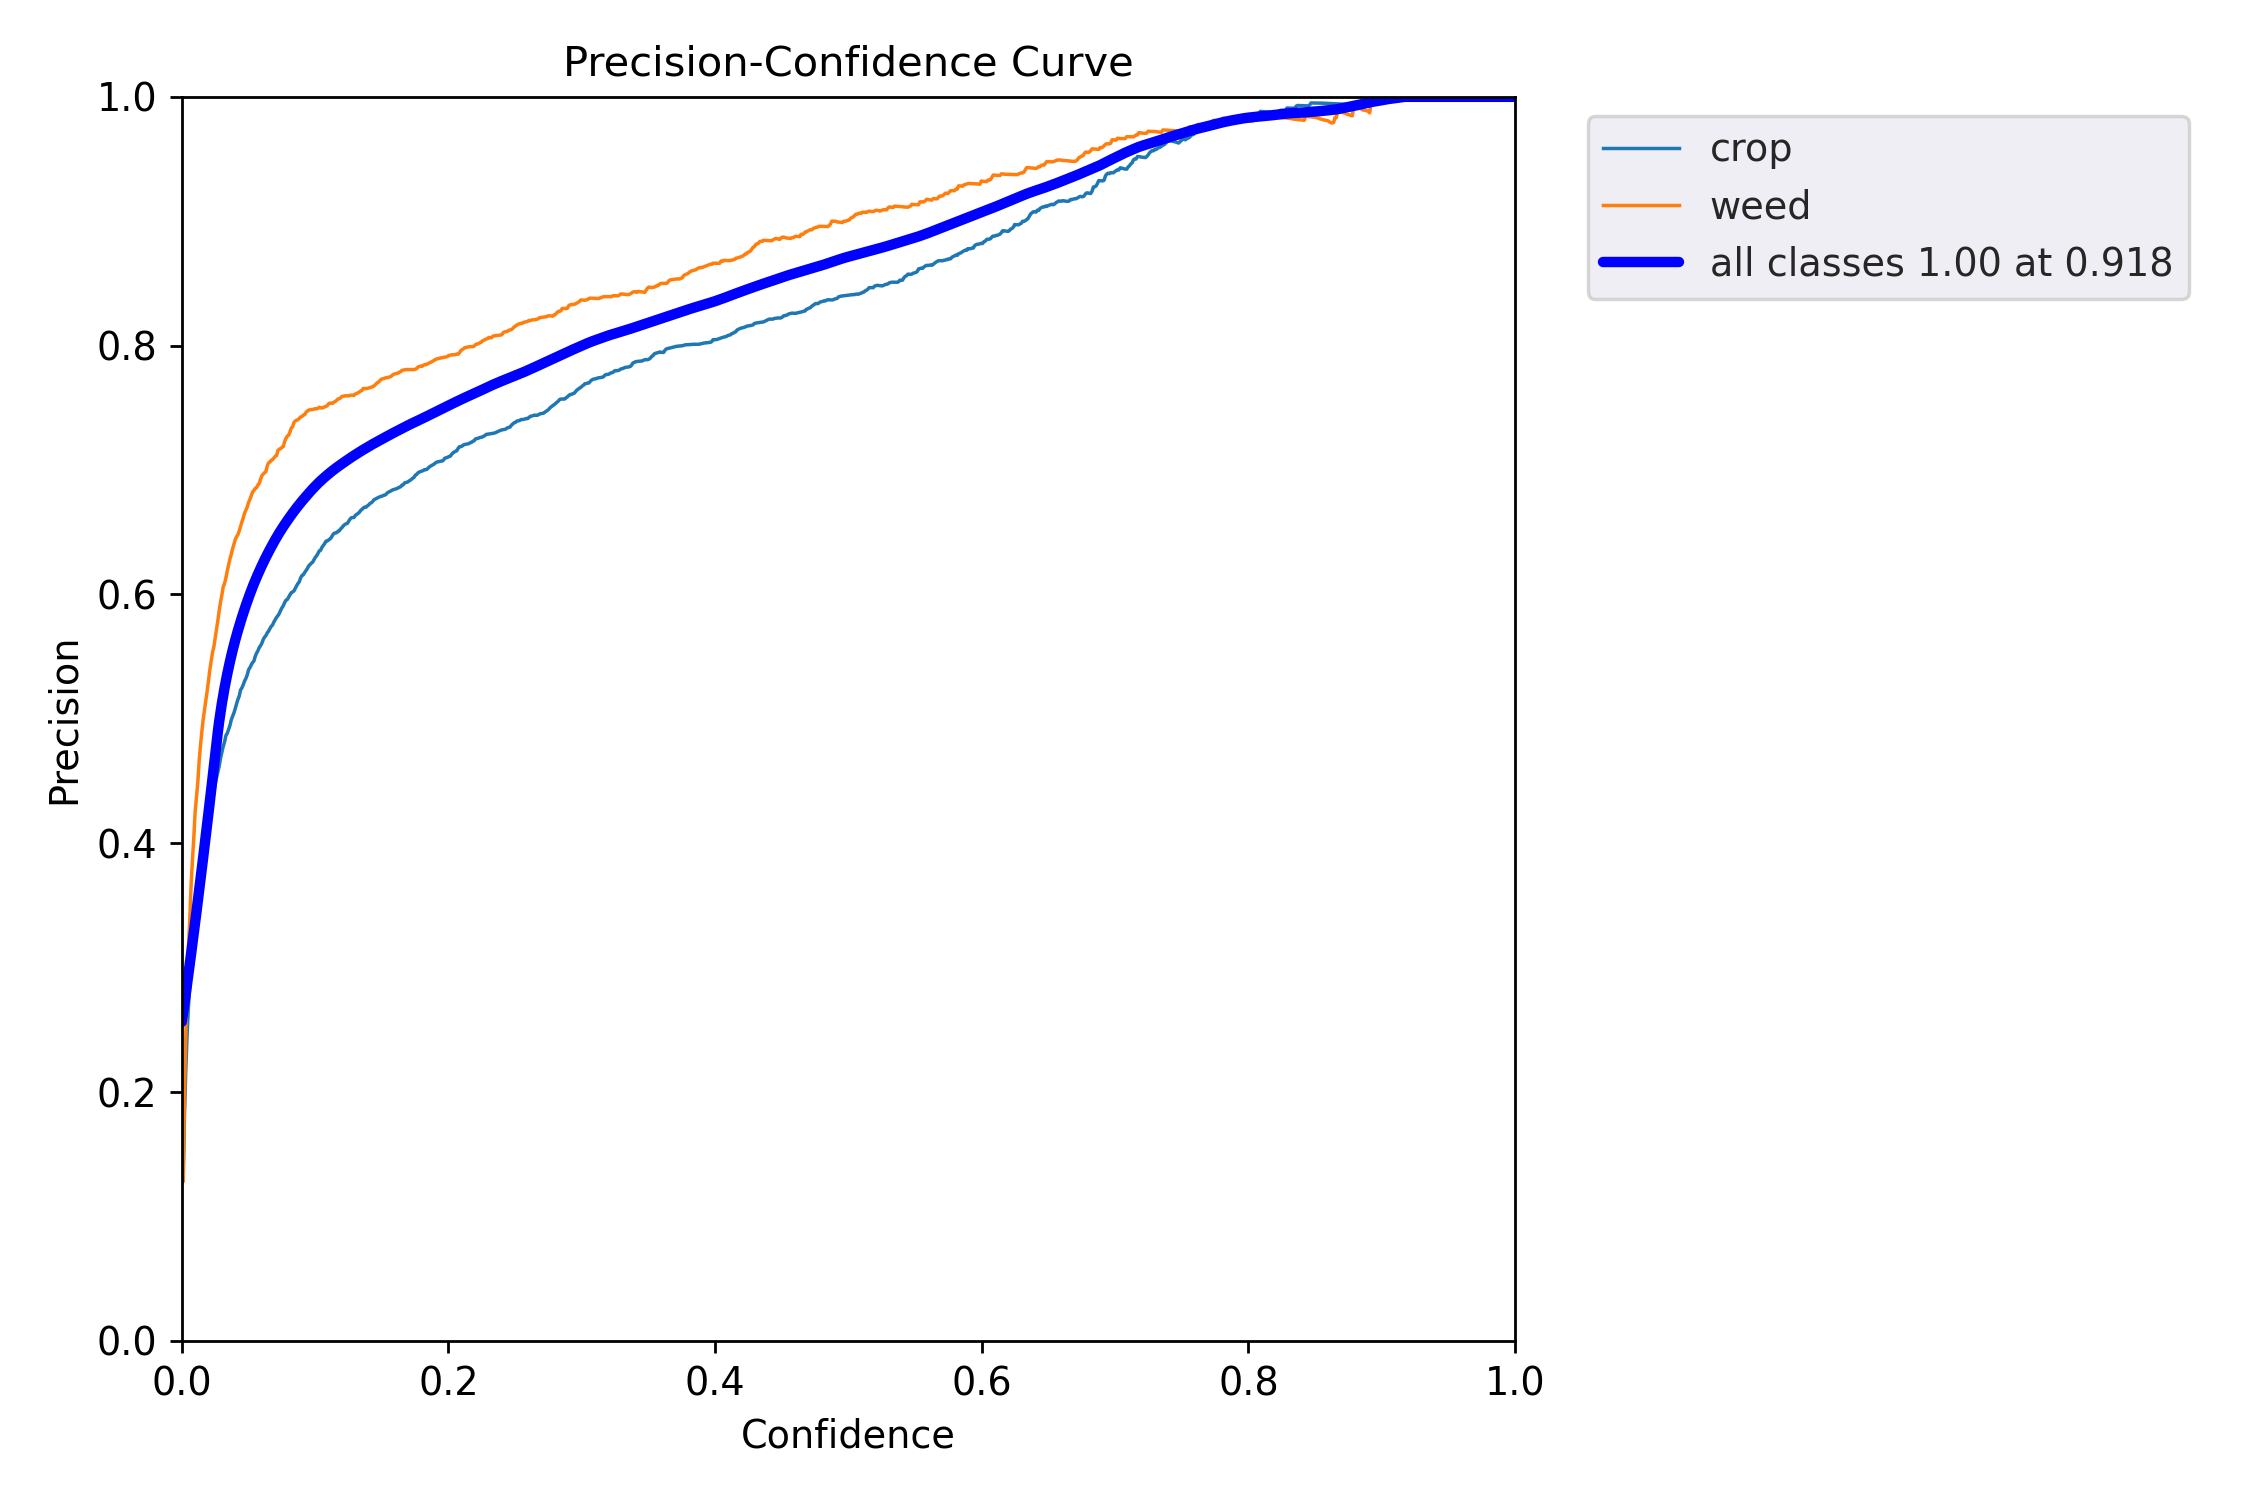 Precision-Confidence Curve
1.0
0.8
0.6
0.4
0.2
0.0
Precision
0.0 0.2 0.4 0.6 0.8 1.0
Confidence
crop
weed
all classes 1.00 at 0.918